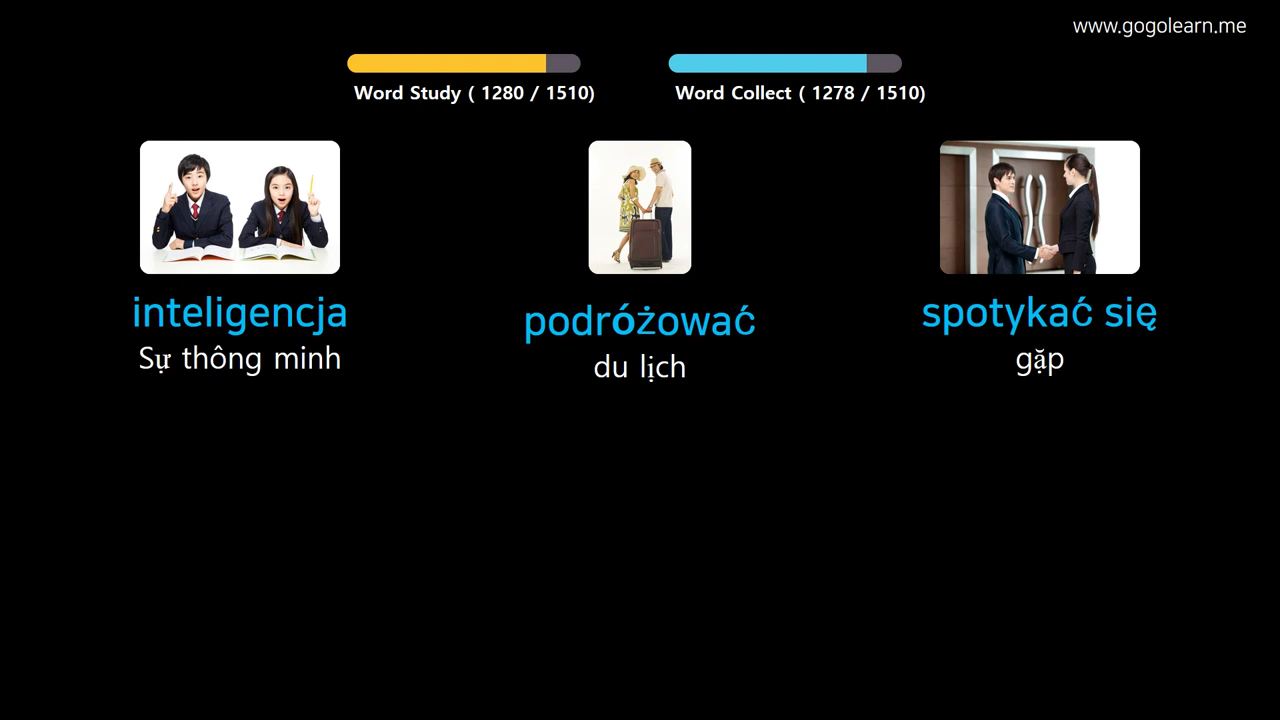 www.gogolearn.me
Word Study ( 1280 / 1510)
Word Collect ( 1278 / 1510)
inteligencja
Sự thông minh
podróżować
du lịch
spotykać się
gặp